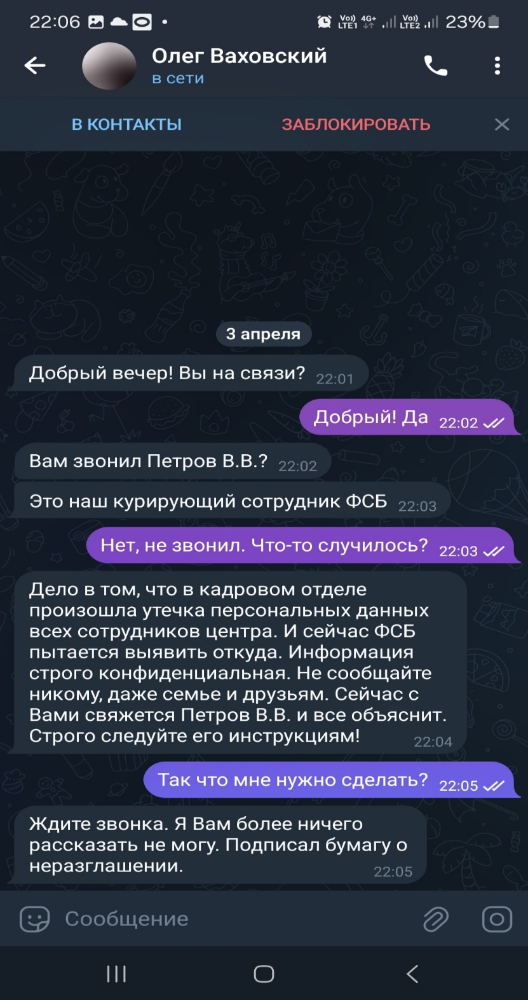 22:06
Vo)) LTE1 4G+ Vo)) LTE2 23%
Олег Ваховский
в сети
В КОНТАКТЫ
ЗАБЛОКИРОВАТЬ
3 апреля
Добрый вечер! Вы на связи? 22:01
Добрый! Да 22:02
Вам звонил Петров В.В.? 22:02
Это наш курирующий сотрудник ФСБ 22:03
Нет, не звонил. Что-то случилось? 22:03
Дело в том, что в кадровом отделе
произошла утечка персональных данных
всех сотрудников центра. И сейчас ФСБ
пытается выявить откуда. Информация
строго конфиденциальная. Не сообщайте
никому, даже семье и друзьям. Сейчас с
Вами свяжется Петров В.В. и все объяснит.
Строго следуйте его инструкциям! 22:04
Так что мне нужно сделать? 22:05
Ждите звонка. Я Вам более ничего
рассказать не могу. Подписал бумагу о
неразглашении. 22:05
Сообщение